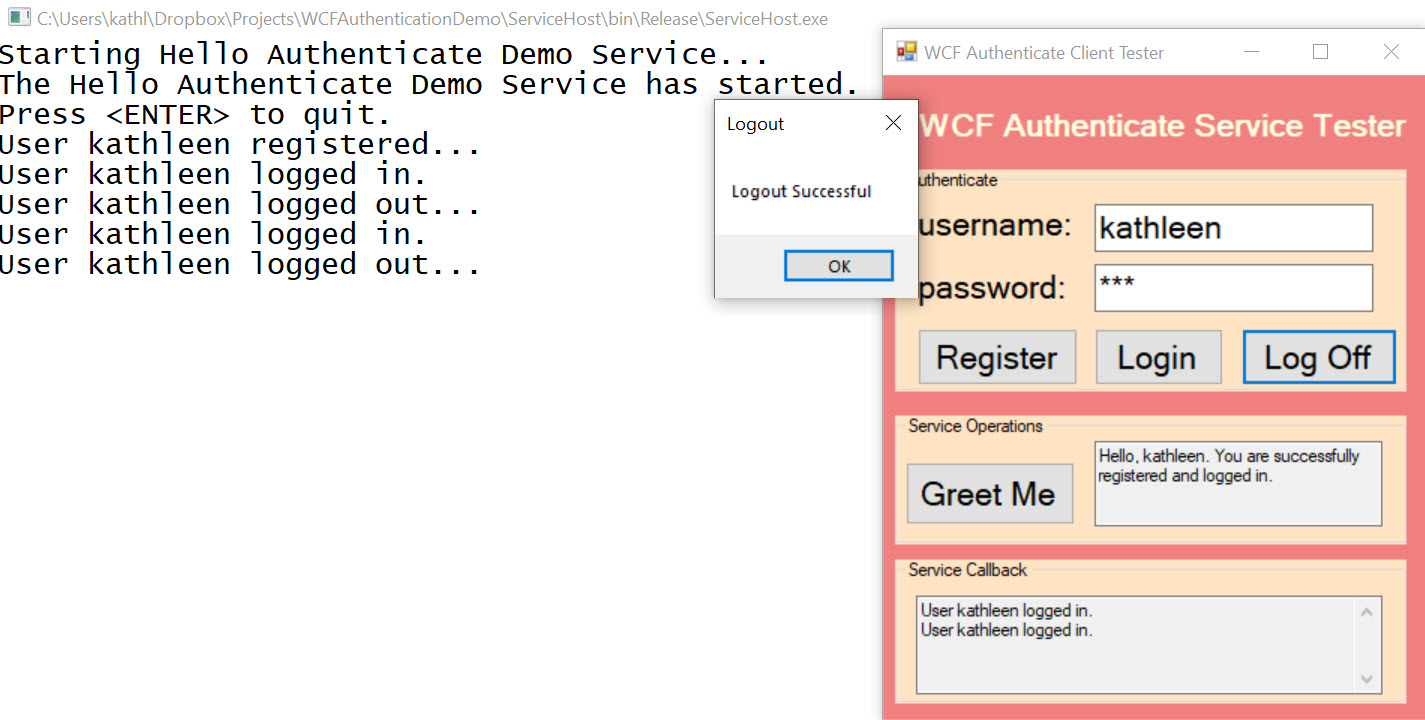 C:\Users\kathl\Dropbox\Projects\WCFAuthenticationDemo\ServiceHost\bin\Release\ServiceHost.exe
Starting Hello Authenticate Demo Service...
The Hello Authenticate Demo Service has started.
Press <ENTER> to quit.
User kathleen registered...
User kathleen logged in.
User kathleen logged out...
User kathleen logged in.
User kathleen logged out...
Logout
Logout Successful
OK
WCF Authenticate Client Tester
WCF Authenticate Service Tester
uthenticate
username:
kathleen
password:
***
Register
Login
Log Off
Service Operations
Greet Me
Hello, kathleen. You are successfully
registered and logged in.
Service Callback
User kathleen logged in.
User kathleen logged in.